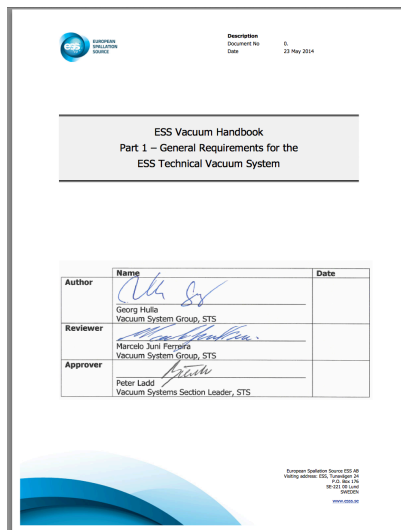 ess
EUROPEAN
SPALLATION
SOURCE
Description
Document No 0.
Date 23 May 2014
ESS Vacuum Handbook
Part 1 – General Requirements for the
ESS Technical Vacuum System
Name Date
Author
Georg Hulla
Vacuum System Group, STS
Reviewer
Marcelo Juni Ferreira
Vacuum System Group, STS
Approver
Peter Ladd
Vacuum Systems Section Leader, STS
European Spallation Source ESS AB
Visiting address: ESS, Tunavägen 24
P.O. Box 176
SE-221 00 Lund
SWEDEN
www.esss.se